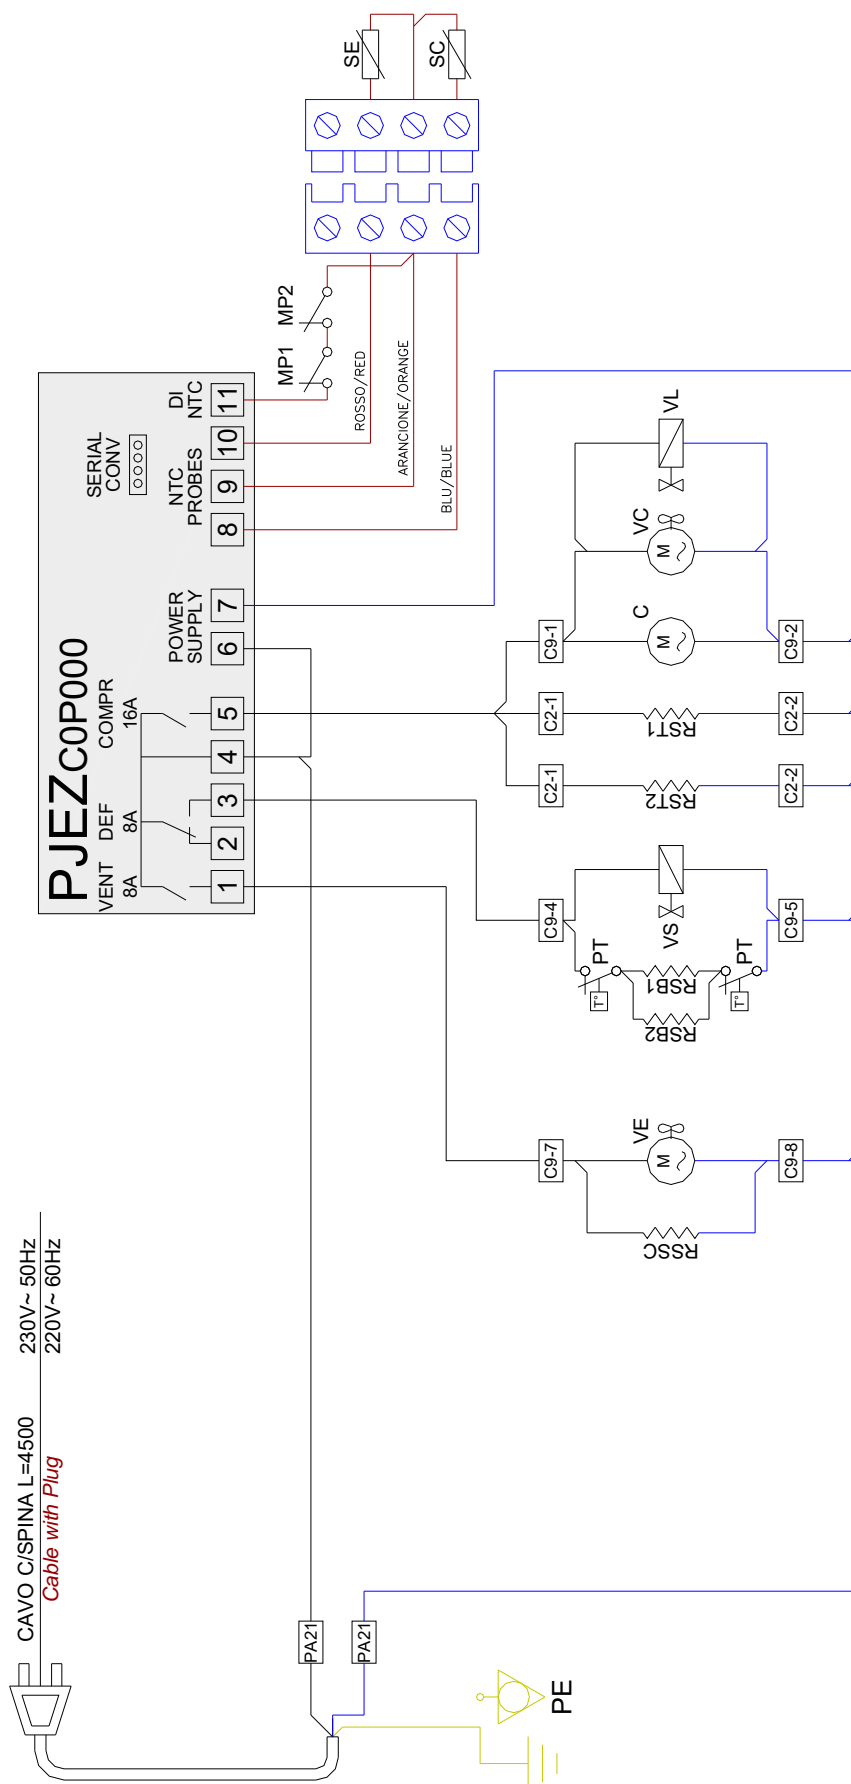 CAVO C/SPINA L=4500
Cable with Plug
230V~ 50Hz
220V~ 60Hz
PJEZC0P000
VENT
8A
DEF
8A
COMPR
16A
POWER
SUPPLY
SERIAL
CONV
NTC
PROBES
DI
NTC
1
2
3
4
5
6
7
8
9
10
11
MP1
MP2
ROSSO/RED
ARANCIONE/ORANGE
BLU/BLUE
SE
SC
PA21
PA21
PE
C9-7
C9-4
C2-1
C2-1
C9-1
RSSC
VE
M
RSB2
RSB1
PT
T°
PT
T°
VS
RST2
RST1
C
M
VC
M
VL
C9-8
C9-5
C2-2
C2-2
C9-2